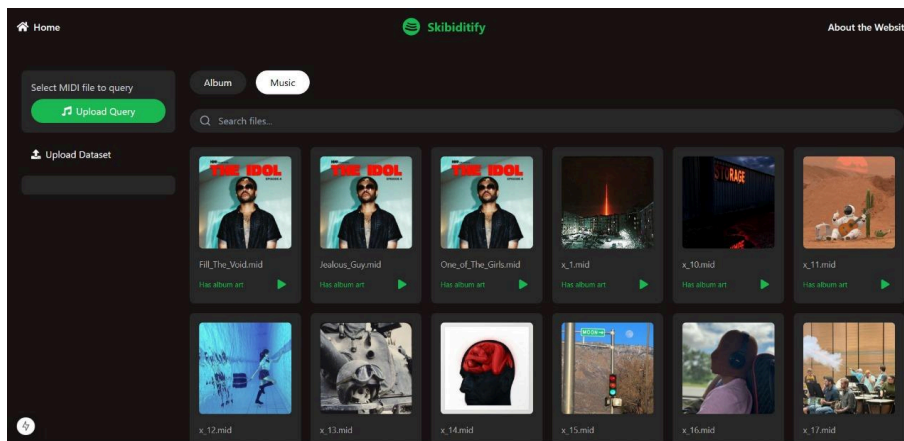 Home
Skibiditify
About the Websit
Select MIDI file to query
Upload Query
Upload Dataset
Album
Music
Search files...
THE IDOL
THE IDOL
THE IDOL
STORAGE
Fill_The_Void.mid
Jealous_Guy.mid
One_of_The_Girls.mid
x_1.mid
x_10.mid
x_11.mid
Has album art
Has album art
Has album art
Has album art
Has album art
Has album art
x_12.mid
x_13.mid
x_14.mid
x_15.mid
x_16.mid
x_17.mid